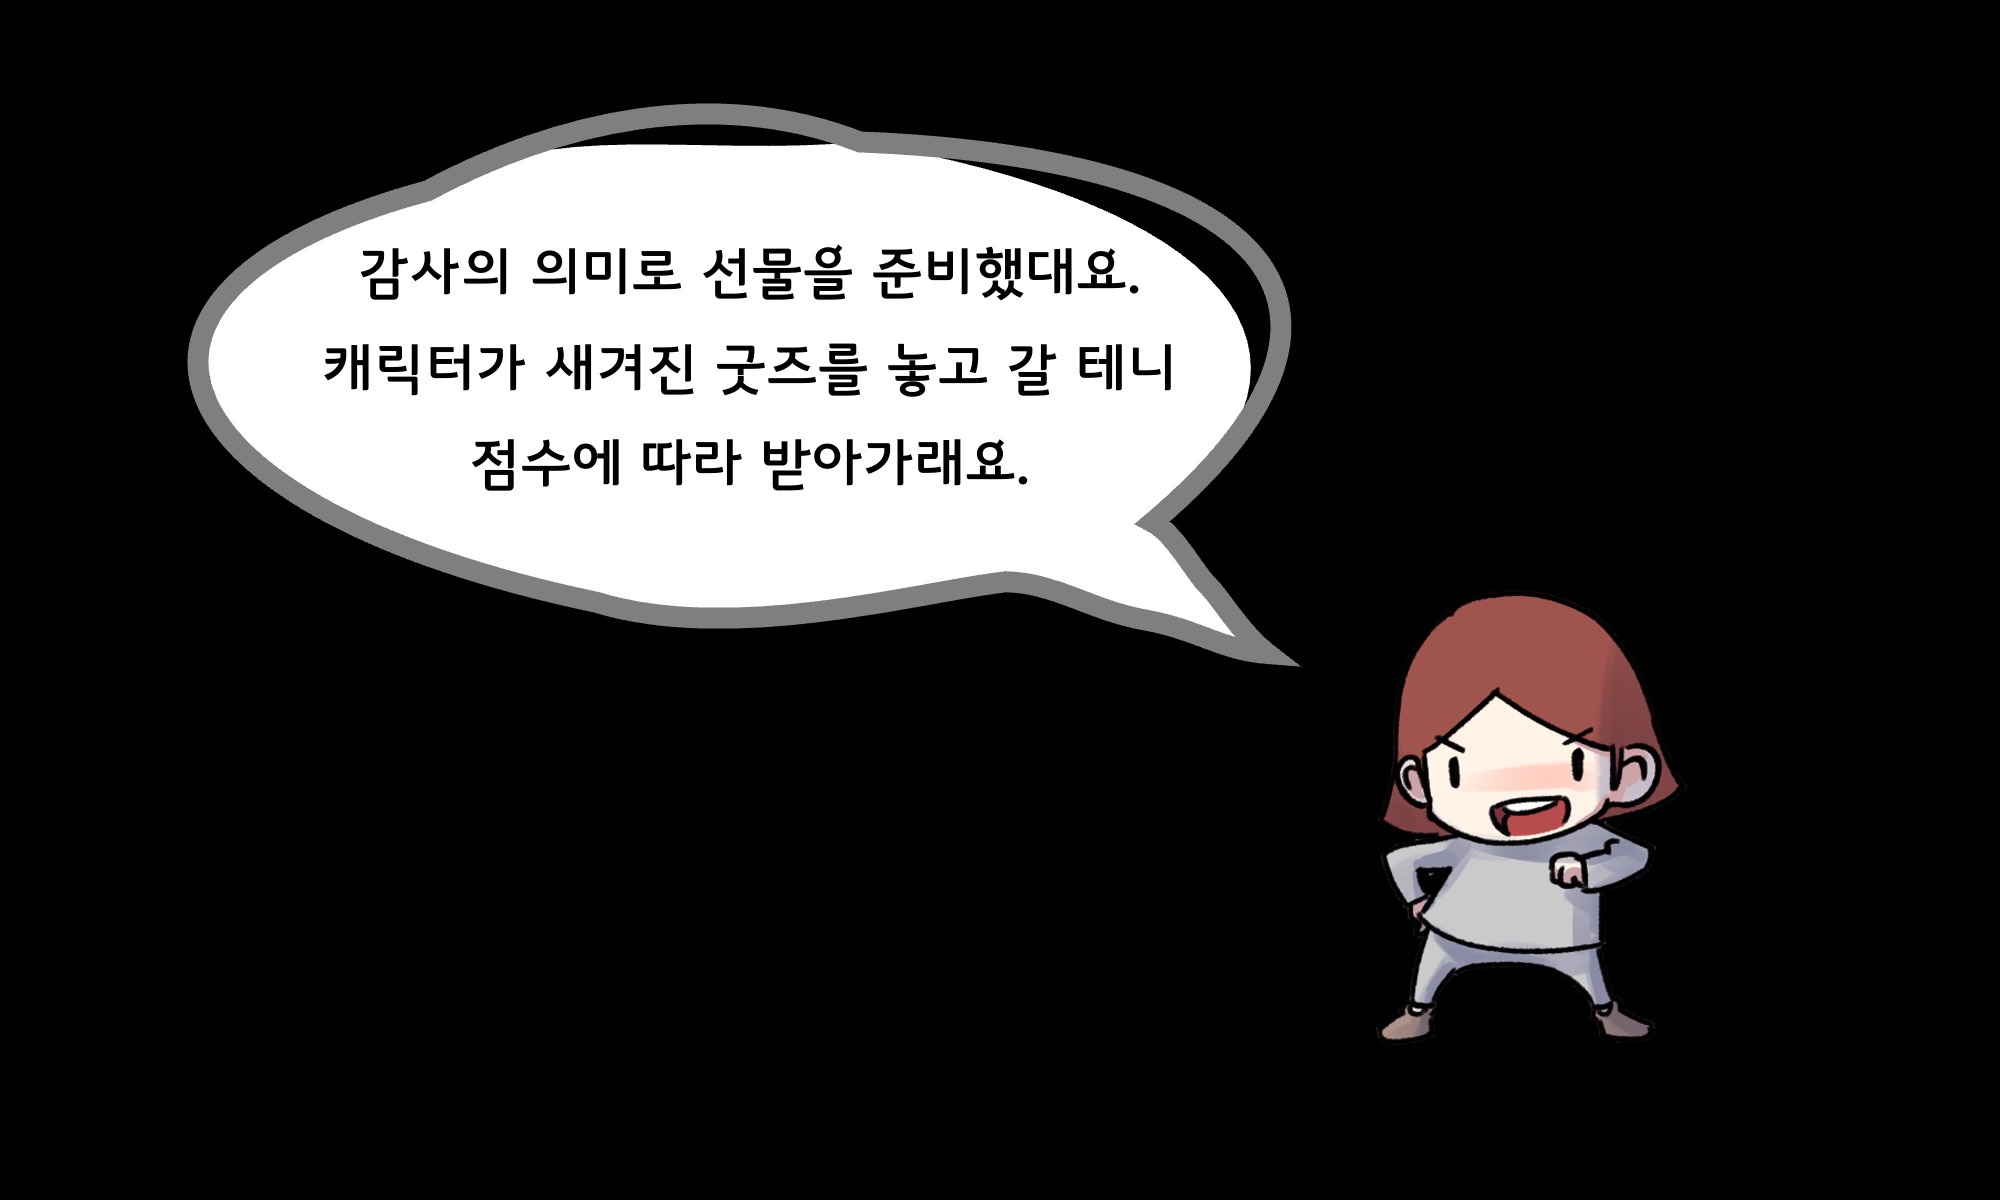 감사의 의미로 선물을 준비했대요.
캐릭터가 새겨진 굿즈를 놓고 갈 테니
점수에 따라 받아가래요.